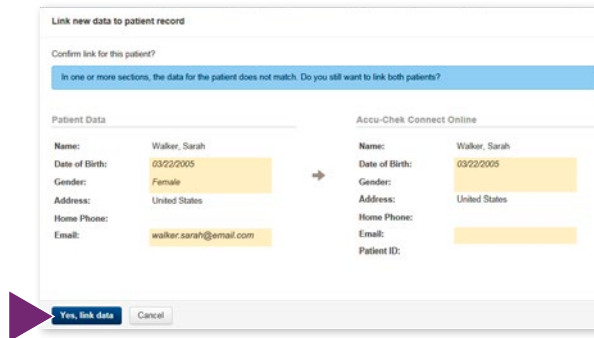 Link new data to patient record
Confirm link for this patient?
In one or more sections, the data for the patient does not match. Do you still want to link both patients?
Patient Data
Name: Walker, Sarah
Date of Birth: 03/22/2005
Gender: Female
Address: United States
Home Phone:
Email: walker.sarah@email.com
Accu-Chek Connect Online
Name: Walker, Sarah
Date of Birth: 03/22/2005
Gender:
Address: United States
Home Phone:
Email:
Patient ID:
Yes, link data Cancel